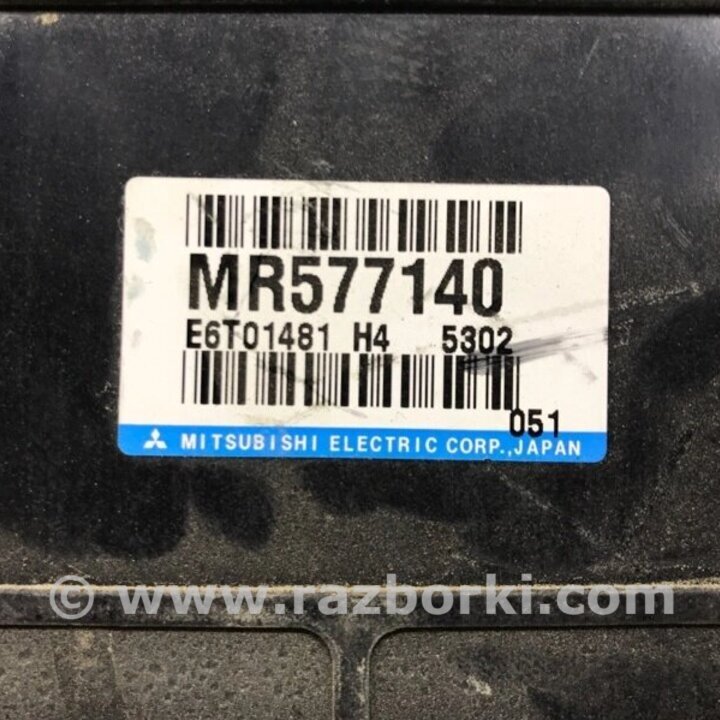 MR577140
E6T01481 H4 5302
051
MITSUBISHI ELECTRIC CORP.,JAPAN
© www.razborki.com